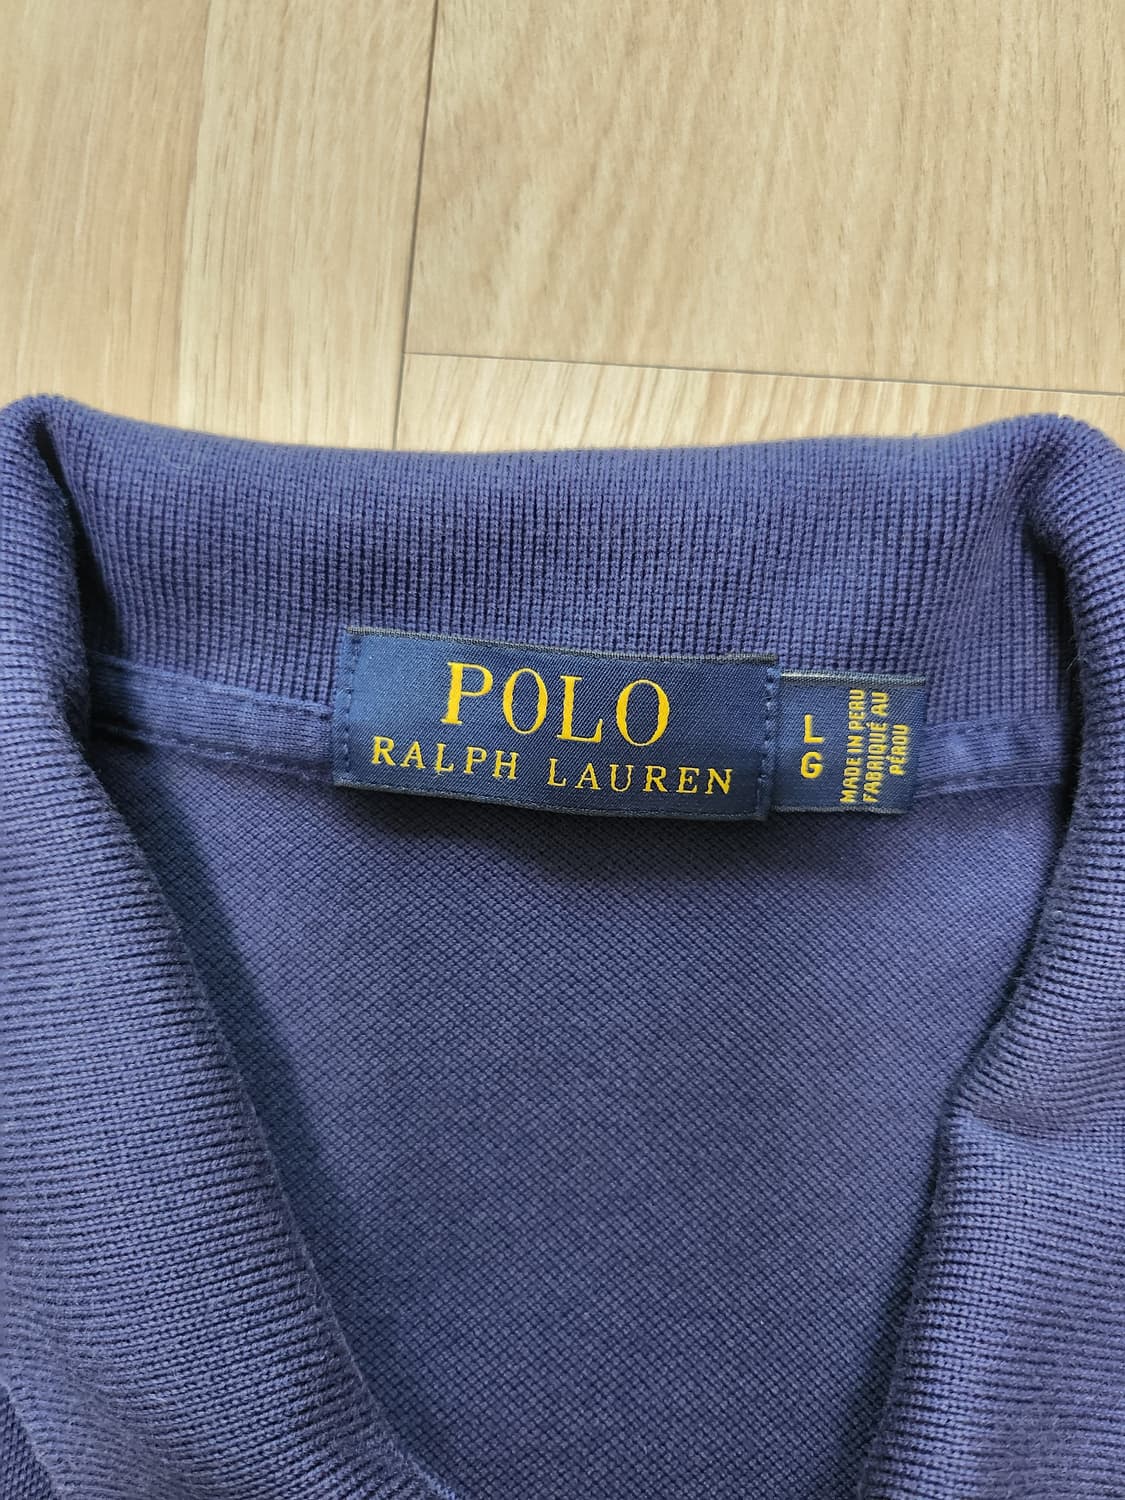 POLO
RALPH LAUREN
L
G
MADE IN PERU
FABRIQUÉ AU
PÉROU